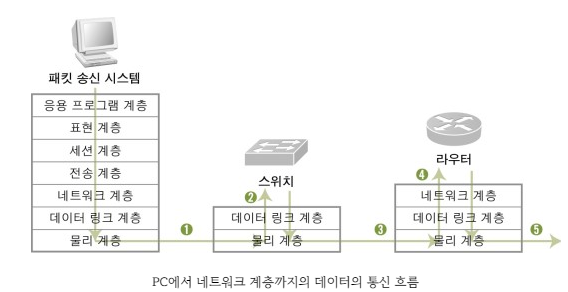 패킷 송신 시스템
응용 프로그램 계층
표현 계층
세션 계층
전송 계층
네트워크 계층
데이터 링크 계층
물리 계층
❶
스위치
❷
데이터 링크 계층
물리 계층
❸
라우터
❹
네트워크 계층
데이터 링크 계층
물리 계층
❺
PC에서 네트워크 계층까지의 데이터의 통신 흐름